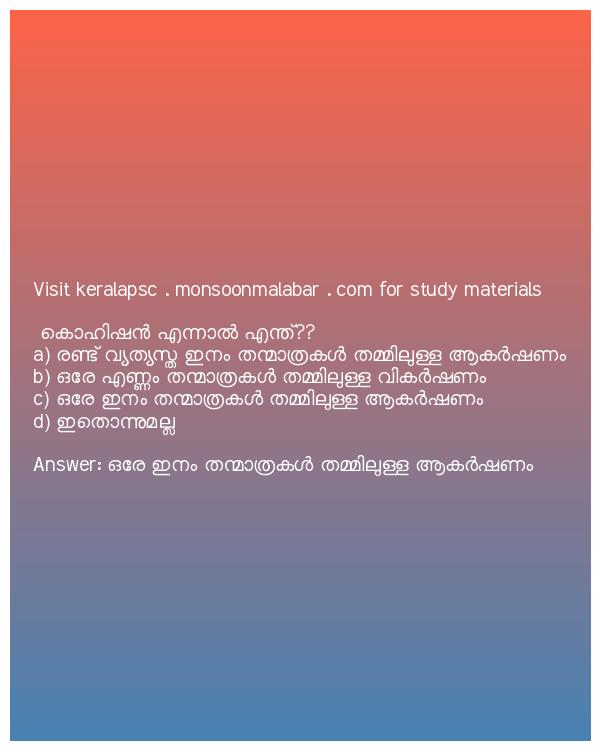 Visit keralapsc . monsoonmalabar . com for study materials
കൊഹിഷൻ എന്നാൽ എന്ത്??
a) രണ്ട് വ്യത്യസ്ത ഇനം തന്മാത്രകൾ തമ്മിലുള്ള ആകർഷണം
b) ഒരേ എണ്ണം തന്മാത്രകൾ തമ്മിലുള്ള വികർഷണം
c) ഒരേ ഇനം തന്മാത്രകൾ തമ്മിലുള്ള ആകർഷണം
d) ഇതൊന്നുമല്ല
Answer: ഒരേ ഇനം തന്മാത്രകൾ തമ്മിലുള്ള ആകർഷണം